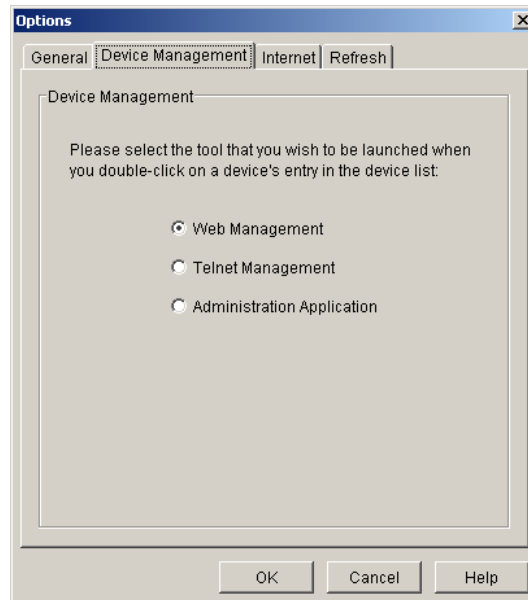 Options
General Device Management Internet Refresh
Device Management
Please select the tool that you wish to be launched when
you double-click on a device's entry in the device list:
Web Management
Telnet Management
Administration Application
OK Cancel Help